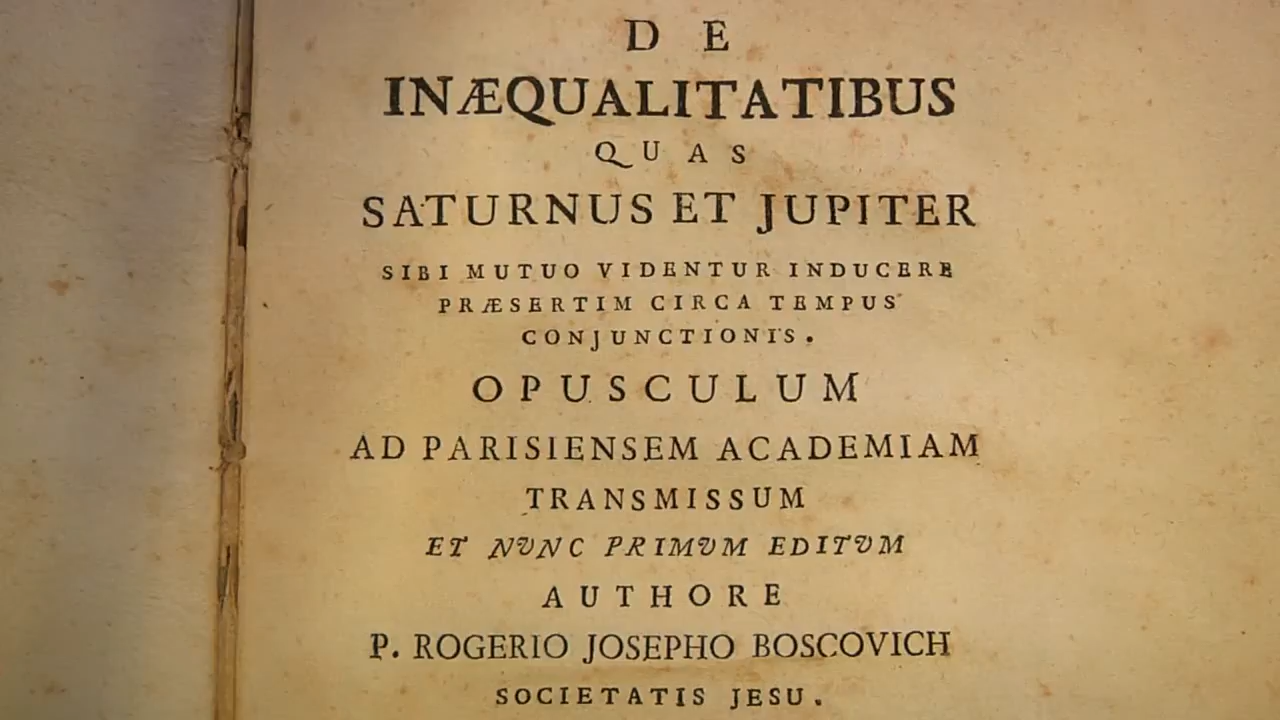 DE
INÆQUALITATIBUS
QUAS
SATURNUS ET JUPITER
SIBI MUTUO VIDENTUR INDUCERE
PRÆSERTIM CIRCA TEMPUS
CONJUNCTIONIS.
OPUSCULUM
AD PARISIENSEM ACADEMIAM
TRANSMISSUM
ET NVNC PRIMVM EDITVM
AUTHORE
P. ROGERIO JOSEPHO BOSCOVICH
SOCIETATIS JESU.